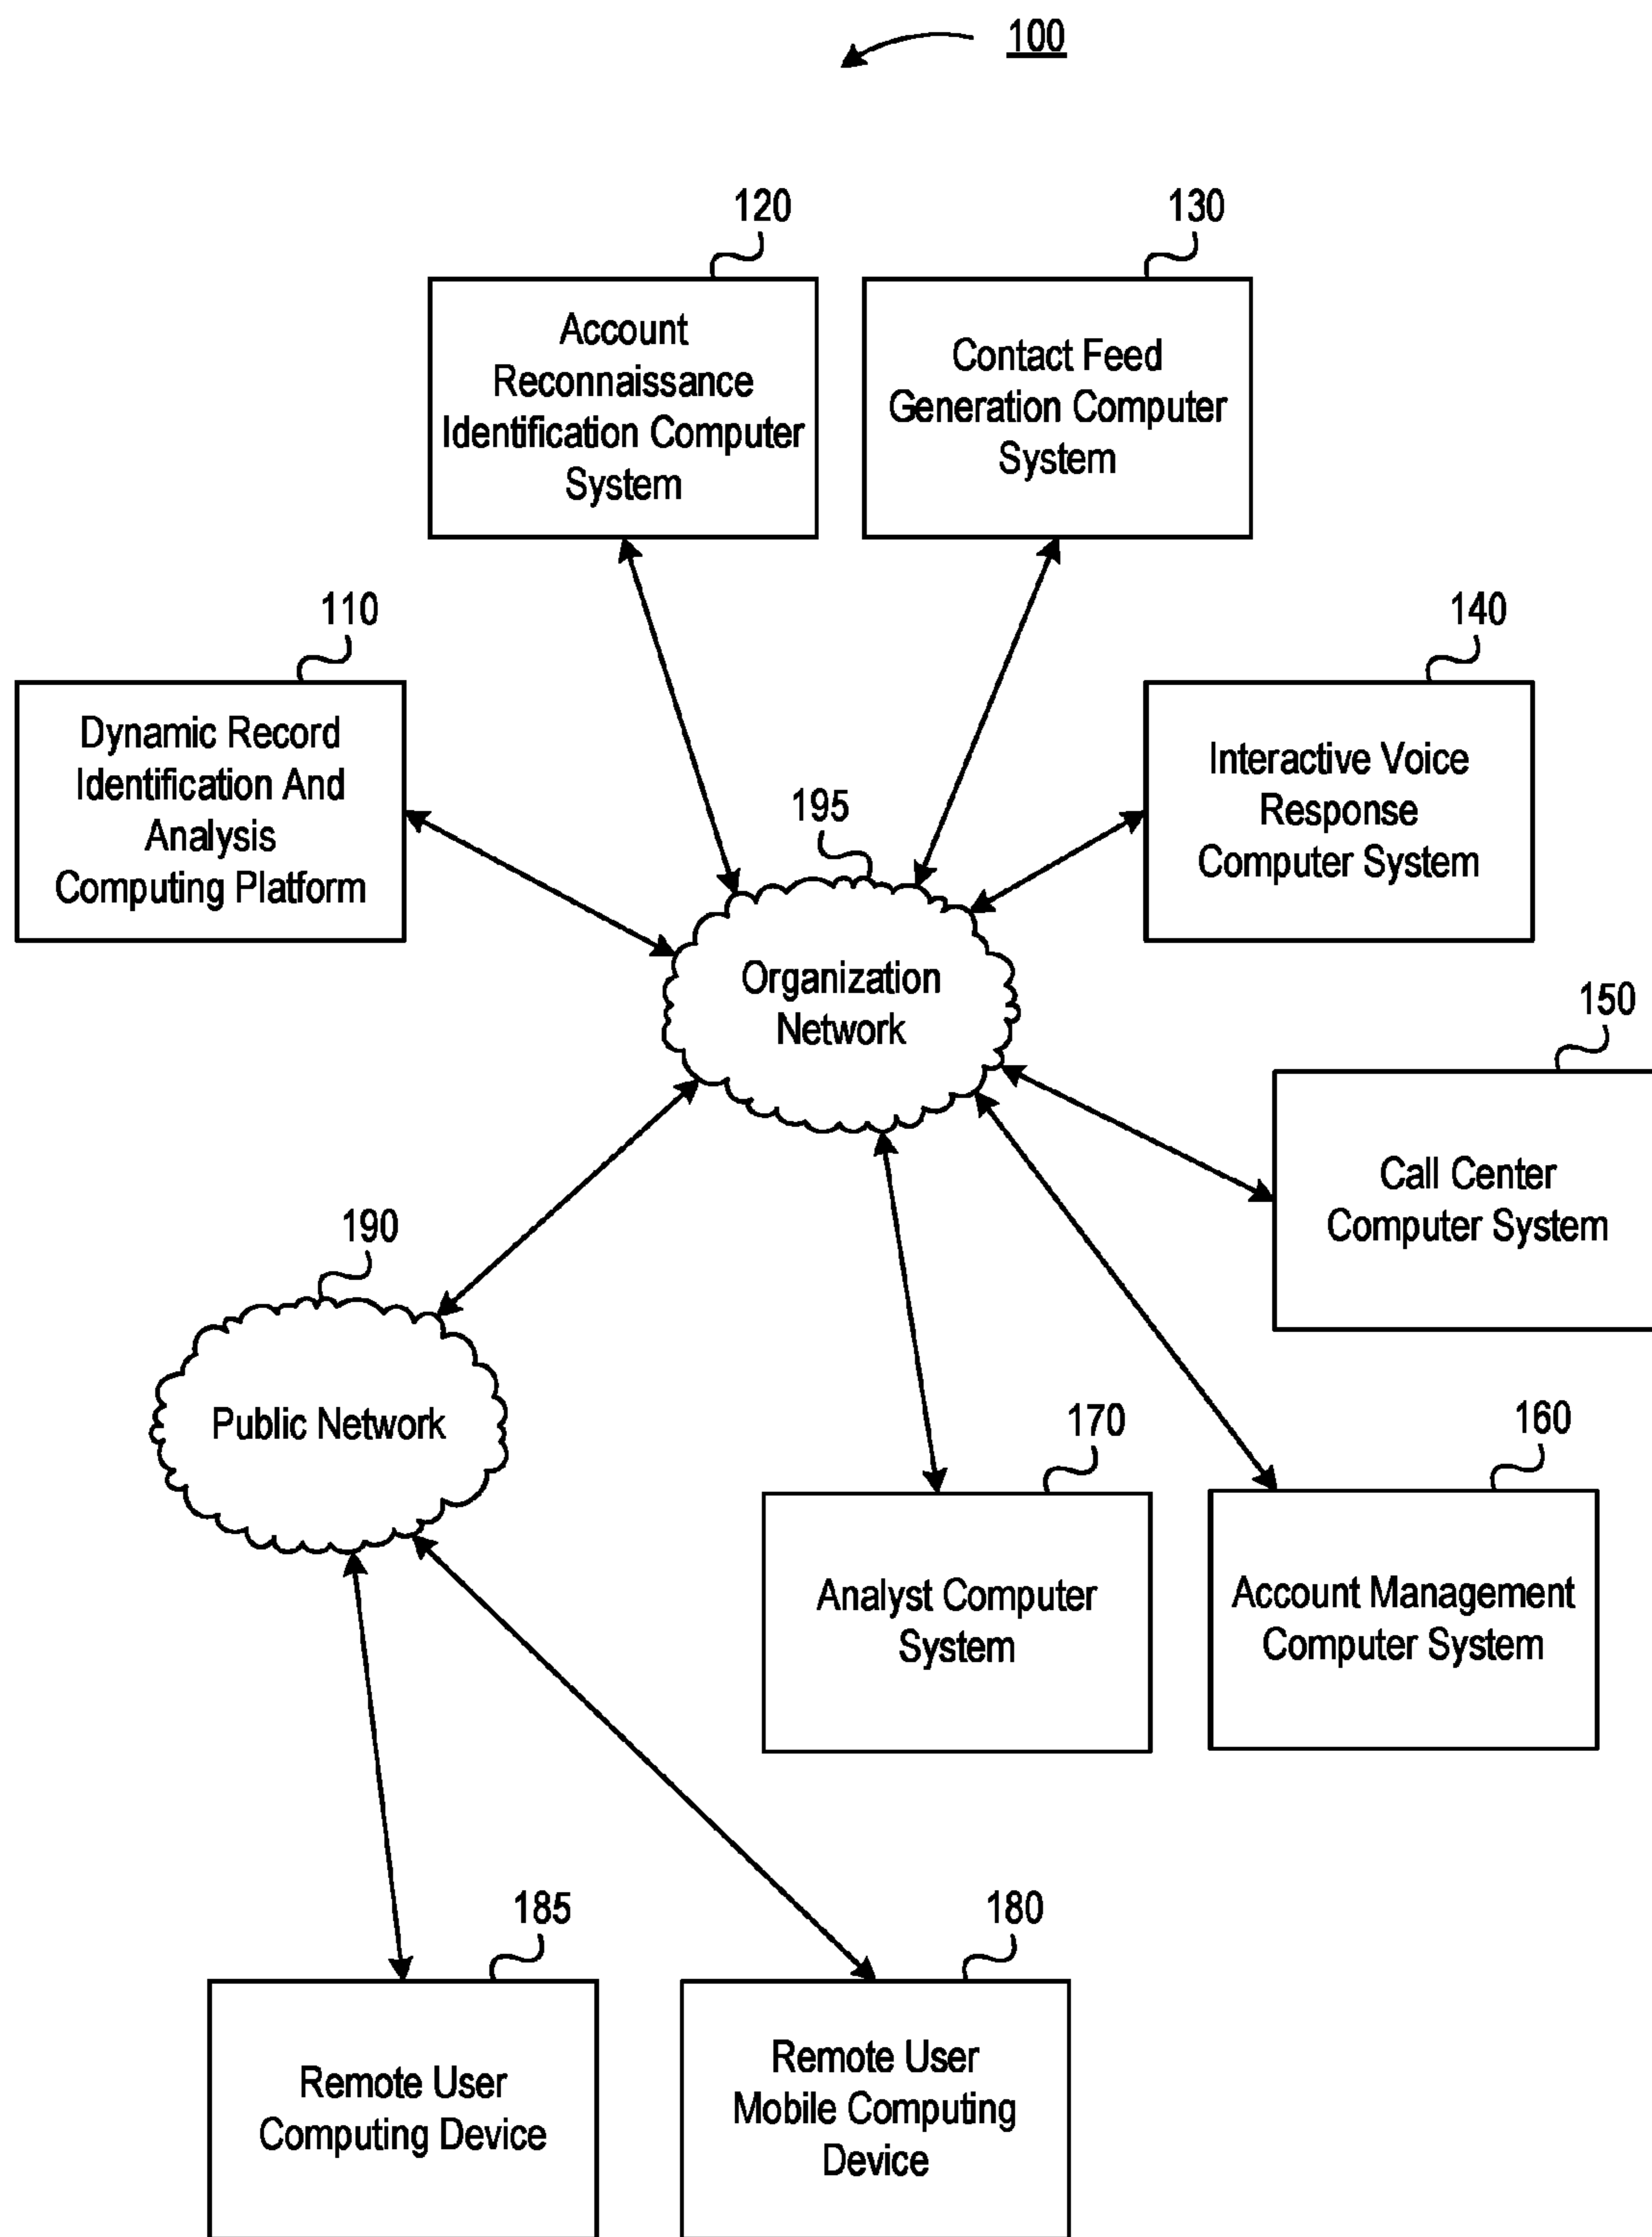 100
120
130
Account
Reconnaissance
Identification Computer
System
Contact Feed
Generation Computer
System
110
140
Dynamic Record
Identification And
Analysis
Computing Platform
Interactive Voice
Response
Computer System
195
Organization
Network
150
Call Center
Computer System
190
Public Network
170
160
Analyst Computer
System
Account Management
Computer System
185
180
Remote User
Computing Device
Remote User
Mobile Computing
Device